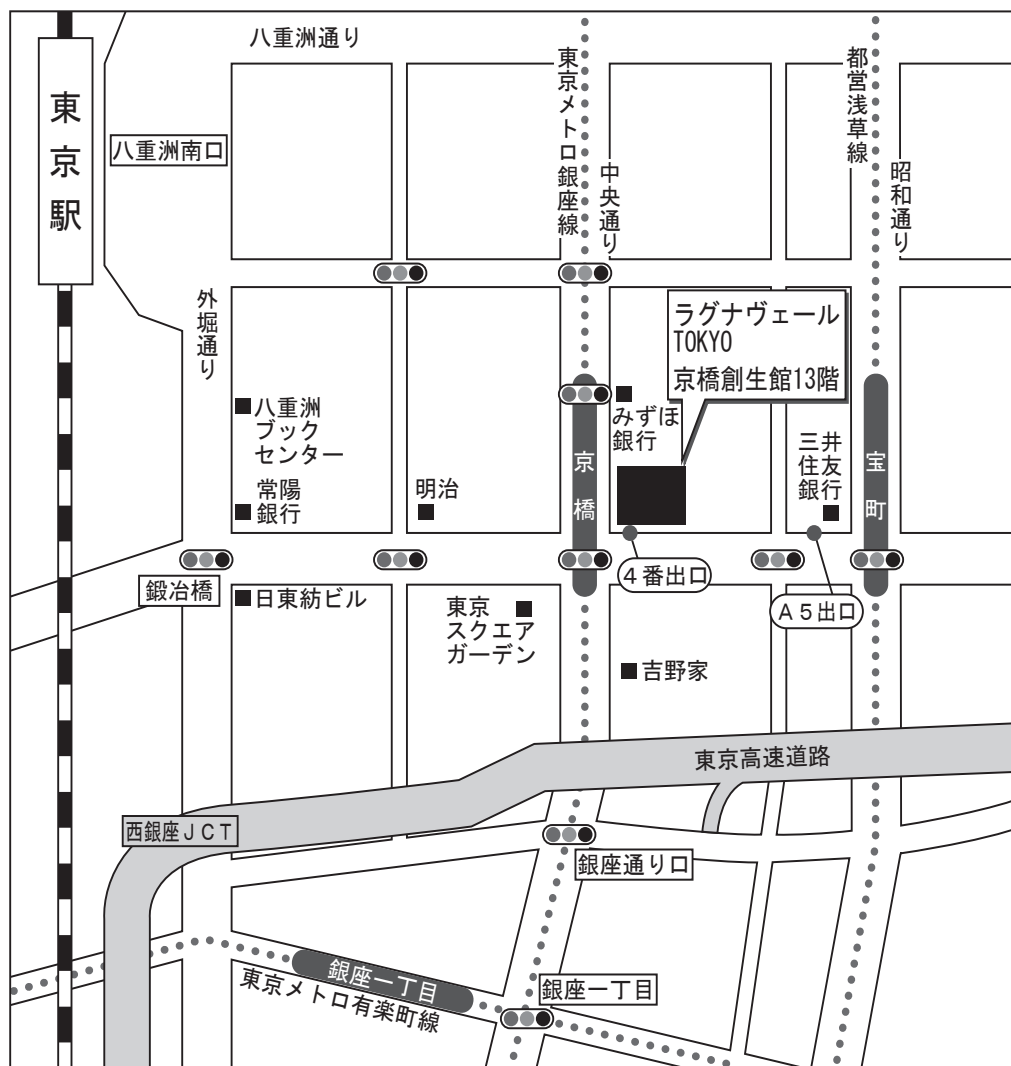 八重洲通り
東京駅
八重洲南口
東京メトロ銀座線
中央通り
都営浅草線
昭和通り
外堀通り
ラグナヴェール
TOKYO
京橋創生館13階
八重洲
ブック
センター
みずほ
銀行
京橋
三井
住友
銀行
宝町
常陽
銀行
明治
鍛冶橋
4番出口
A5出口
日東紡ビル
東京
スクエア
ガーデン
吉野家
東京高速道路
西銀座JCT
銀座通り口
銀座一丁目
東京メトロ有楽町線
銀座一丁目